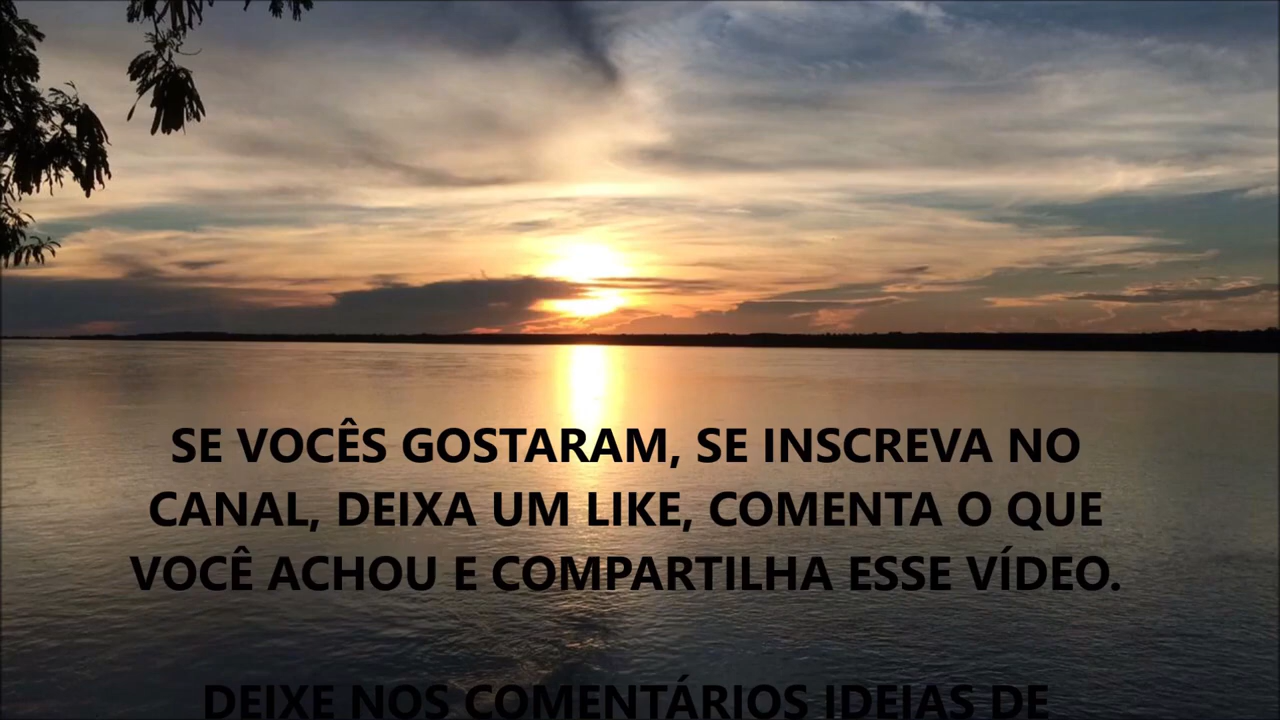 SE VOCÊS GOSTARAM, SE INSCREVA NO
CANAL, DEIXA UM LIKE, COMENTA O QUE
VOCÊ ACHOU E COMPARTILHA ESSE VÍDEO.
DEIXE NOS COMENTÁRIOS IDEIAS DE